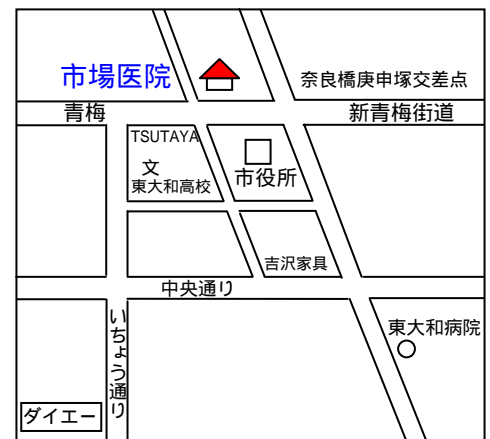 市場医院
奈良橋庚申塚交差点
青梅
新青梅街道
TSUTAYA
文
東大和高校
市役所
吉沢家具
中央通り
いちょう通り
東大和病院
ダイエー